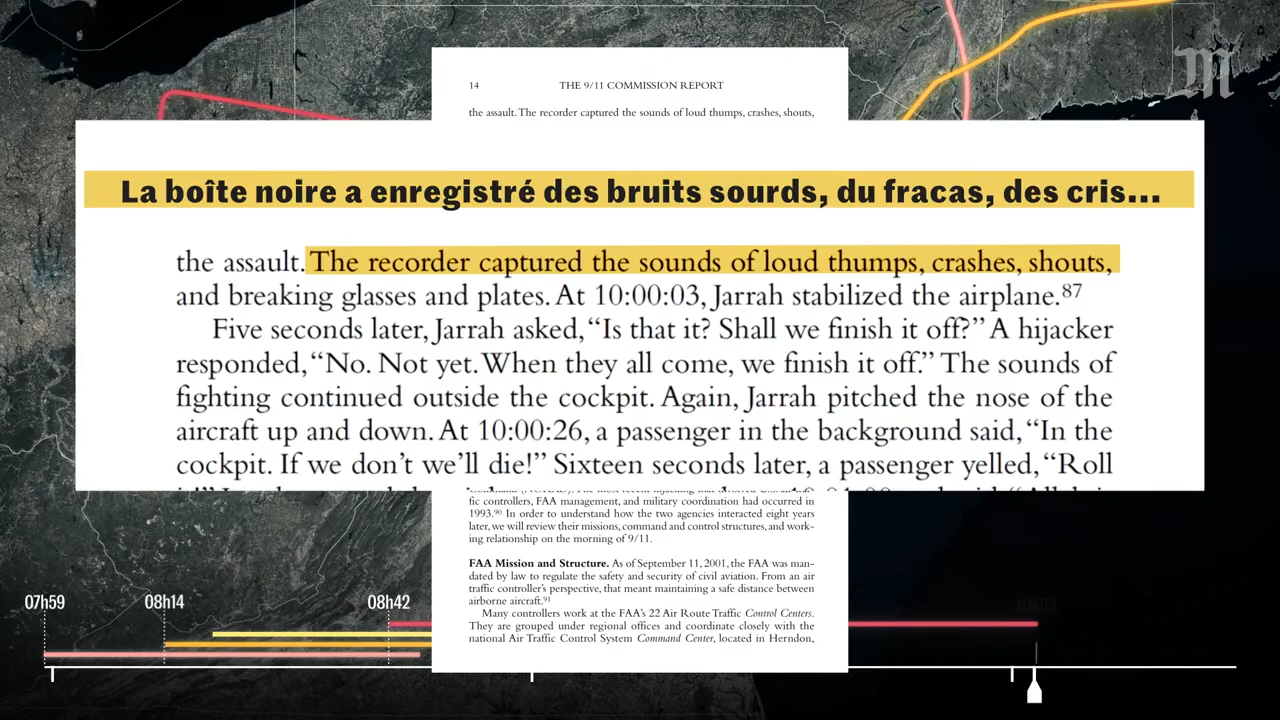 14 THE 9/11 COMMISSION REPORT
the assault. The recorder captured the sounds of loud thumps, crashes, shouts,
La boîte noire a enregistré des bruits sourds, du fracas, des cris...
the assault. The recorder captured the sounds of loud thumps, crashes, shouts,
and breaking glasses and plates. At 10:00:03, Jarrah stabilized the airplane.87
Five seconds later, Jarrah asked, “Is that it? Shall we finish it off?” A hijacker
responded, “No. Not yet. When they all come, we finish it off.” The sounds of
fighting continued outside the cockpit. Again, Jarrah pitched the nose of the
aircraft up and down. At 10:00:26, a passenger in the background said, “In the
cockpit. If we don’t we’ll die!” Sixteen seconds later, a passenger yelled, “Roll
fic controllers, FAA management, and military coordination had occurred in
1993.90 In order to understand how the two agencies interacted eight years
later, we will review their missions, command and control structures, and work-
ing relationship on the morning of 9/11.
FAA Mission and Structure. As of September 11, 2001, the FAA was man-
dated by law to regulate the safety and security of civil aviation. From an air
traffic controller’s perspective, that meant maintaining a safe distance between
airborne aircraft.91
Many controllers work at the FAA’s 22 Air Route Traffic Control Centers.
They are grouped under regional offices and coordinate closely with the
national Air Traffic Control System Command Center, located in Herndon,
07h59 08h14 08h42